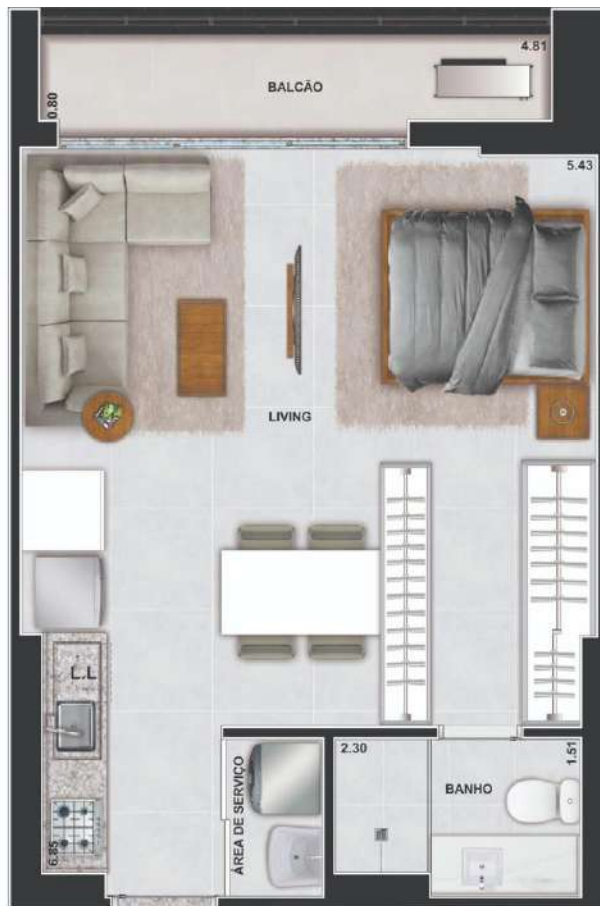 4.81
BALCÃO
0.80
5.43
LIVING
L.L
2.30
1.51
BANHO
ÁREA DE SERVIÇO
6.85